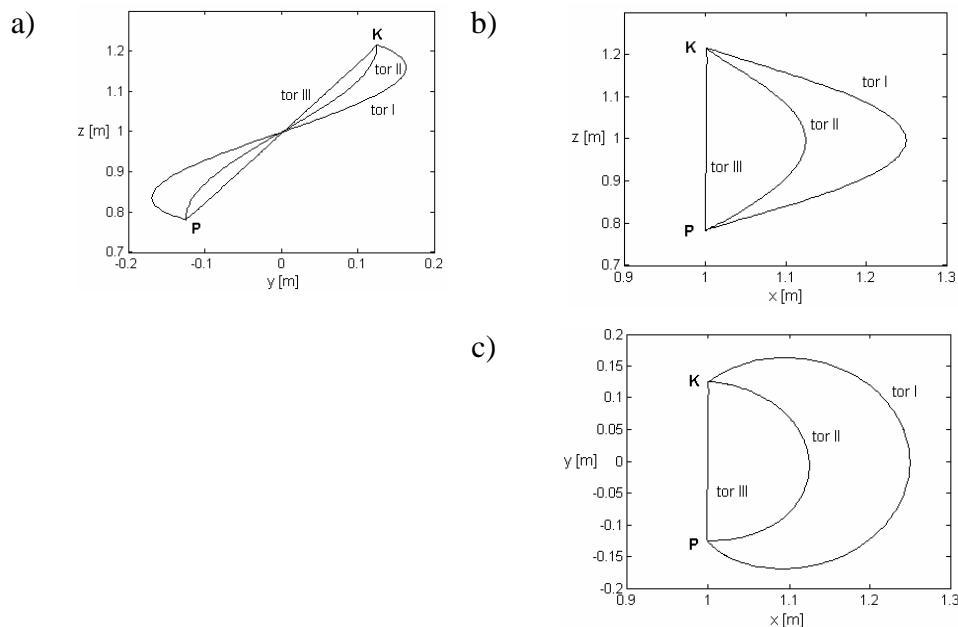 a)
K
1.2
tor II
1.1
tor III
tor I
z [m]
1
0.9
0.8
P
0.7
-0.2
-0.1
0
0.1
0.2
y [m]
b)
1.2
K
tor I
1.1
tor II
z [m]
1
tor III
0.9
0.8
P
0.7
0.9
1
1.1
1.2
1.3
x [m]
c)
0.2
0.15
K
0.1
tor I
0.05
tor II
y [m]
0
-0.05
tor III
-0.1
P
-0.15
-0.2
0.9
1
1.1
1.2
1.3
x [m]